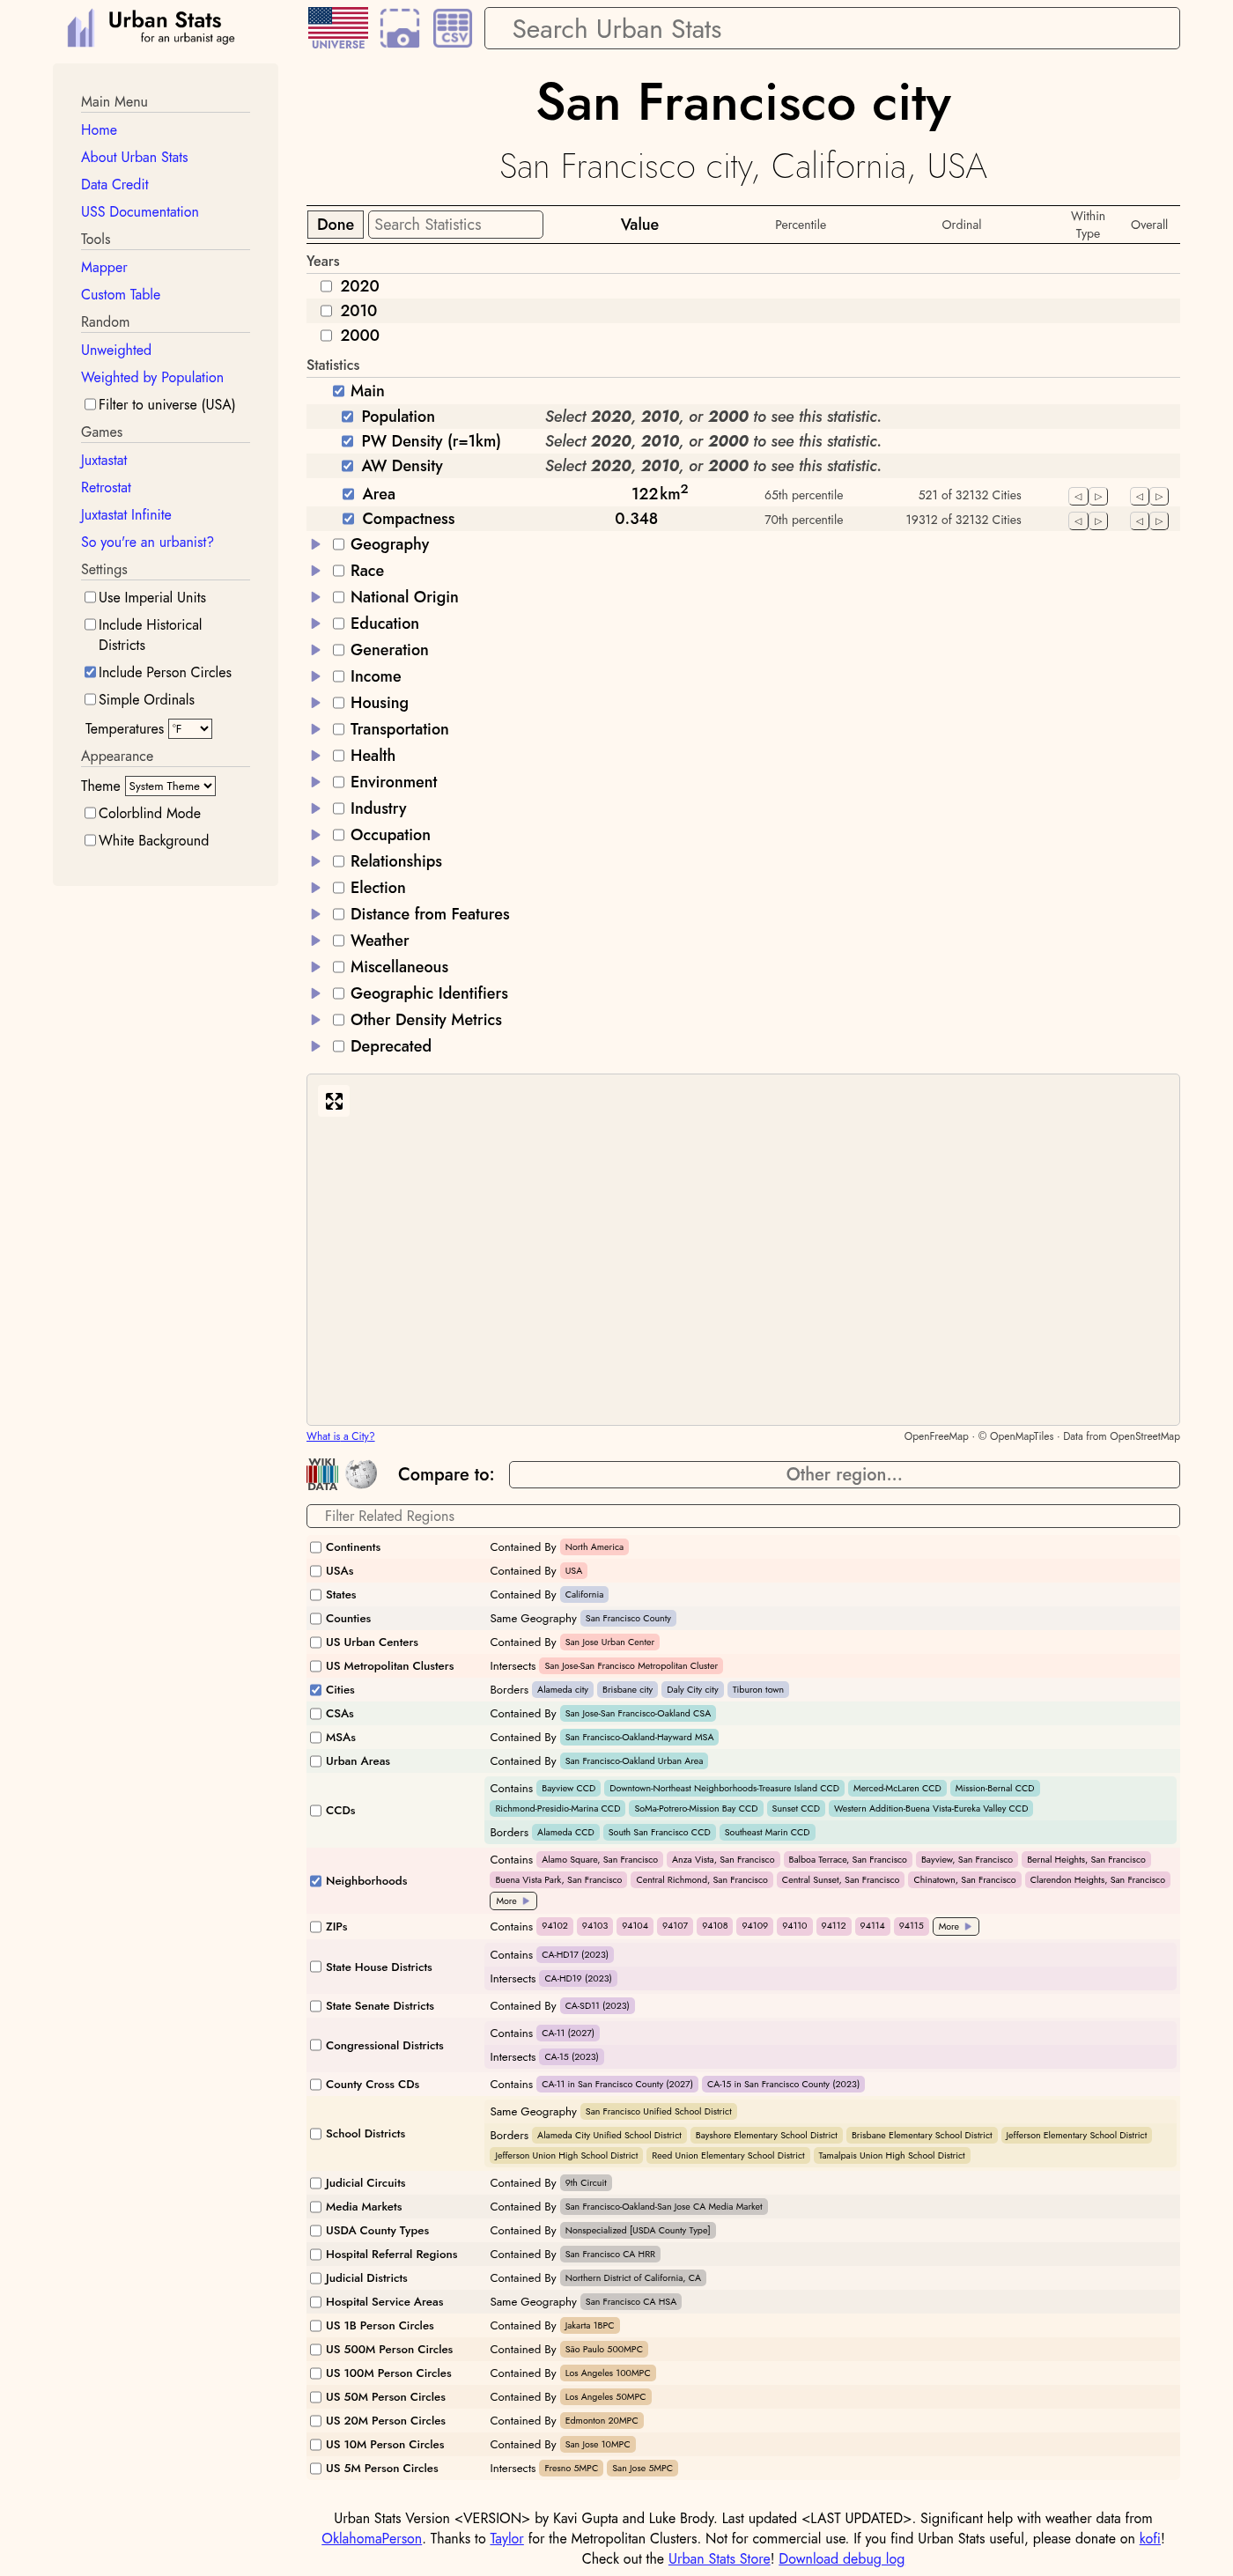 Urban Stats
for an urbanist age
UNIVERSE
CSV
Search Urban Stats
Main Menu
Home
About Urban Stats
Data Credit
USS Documentation
Tools
Mapper
Custom Table
Random
Unweighted
Weighted by Population
Filter to universe (USA)
Games
Juxtastat
Retrostat
Juxtastat Infinite
So you're an urbanist?
Settings
Use Imperial Units
Include Historical
Districts
Include Person Circles
Simple Ordinals
Temperatures °F
Appearance
Theme System Theme
Colorblind Mode
White Background
San Francisco city
San Francisco city, California, USA
Done Search Statistics Value Percentile Ordinal Within Type Overall
Years
2020
2010
2000
Statistics
Main
Population Select 2020, 2010, or 2000 to see this statistic.
PW Density (r=1km) Select 2020, 2010, or 2000 to see this statistic.
AW Density Select 2020, 2010, or 2000 to see this statistic.
Area 122 km² 65th percentile 521 of 32132 Cities
Compactness 0.348 70th percentile 19312 of 32132 Cities
Geography
Race
National Origin
Education
Generation
Income
Housing
Transportation
Health
Environment
Industry
Occupation
Relationships
Election
Distance from Features
Weather
Miscellaneous
Geographic Identifiers
Other Density Metrics
Deprecated
What is a City? OpenFreeMap · © OpenMapTiles · Data from OpenStreetMap
WIKI
DATA
Compare to: Other region...
Filter Related Regions
Continents Contained By North America
USAs Contained By USA
States Contained By California
Counties Same Geography San Francisco County
US Urban Centers Contained By San Jose Urban Center
US Metropolitan Clusters Intersects San Jose-San Francisco Metropolitan Cluster
Cities Borders Alameda city Brisbane city Daly City city Tiburon town
CSAs Contained By San Jose-San Francisco-Oakland CSA
MSAs Contained By San Francisco-Oakland-Hayward MSA
Urban Areas Contained By San Francisco-Oakland Urban Area
CCDs
Contains Bayview CCD Downtown-Northeast Neighborhoods-Treasure Island CCD Merced-McLaren CCD Mission-Bernal CCD
Richmond-Presidio-Marina CCD SoMa-Potrero-Mission Bay CCD Sunset CCD Western Addition-Buena Vista-Eureka Valley CCD
Borders Alameda CCD South San Francisco CCD Southeast Marin CCD
Neighborhoods
Contains Alamo Square, San Francisco Anza Vista, San Francisco Balboa Terrace, San Francisco Bayview, San Francisco Bernal Heights, San Francisco
Buena Vista Park, San Francisco Central Richmond, San Francisco Central Sunset, San Francisco Chinatown, San Francisco Clarendon Heights, San Francisco
More
ZIPs Contains 94102 94103 94104 94107 94108 94109 94110 94112 94114 94115 More
State House Districts
Contains CA-HD17 (2023)
Intersects CA-HD19 (2023)
State Senate Districts Contained By CA-SD11 (2023)
Congressional Districts
Contains CA-11 (2027)
Intersects CA-15 (2023)
County Cross CDs Contains CA-11 in San Francisco County (2027) CA-15 in San Francisco County (2023)
School Districts
Same Geography San Francisco Unified School District
Borders Alameda City Unified School District Bayshore Elementary School District Brisbane Elementary School District Jefferson Elementary School District
Jefferson Union High School District Reed Union Elementary School District Tamalpais Union High School District
Judicial Circuits Contained By 9th Circuit
Media Markets Contained By San Francisco-Oakland-San Jose CA Media Market
USDA County Types Contained By Nonspecialized [USDA County Type]
Hospital Referral Regions Contained By San Francisco CA HRR
Judicial Districts Contained By Northern District of California, CA
Hospital Service Areas Same Geography San Francisco CA HSA
US 1B Person Circles Contained By Jakarta 1BPC
US 500M Person Circles Contained By São Paulo 500MPC
US 100M Person Circles Contained By Los Angeles 100MPC
US 50M Person Circles Contained By Los Angeles 50MPC
US 20M Person Circles Contained By Edmonton 20MPC
US 10M Person Circles Contained By San Jose 10MPC
US 5M Person Circles Intersects Fresno 5MPC San Jose 5MPC
Urban Stats Version <VERSION> by Kavi Gupta and Luke Brody. Last updated <LAST UPDATED>. Significant help with weather data from
OklahomaPerson. Thanks to Taylor for the Metropolitan Clusters. Not for commercial use. If you find Urban Stats useful, please donate on kofi!
Check out the Urban Stats Store! Download debug log